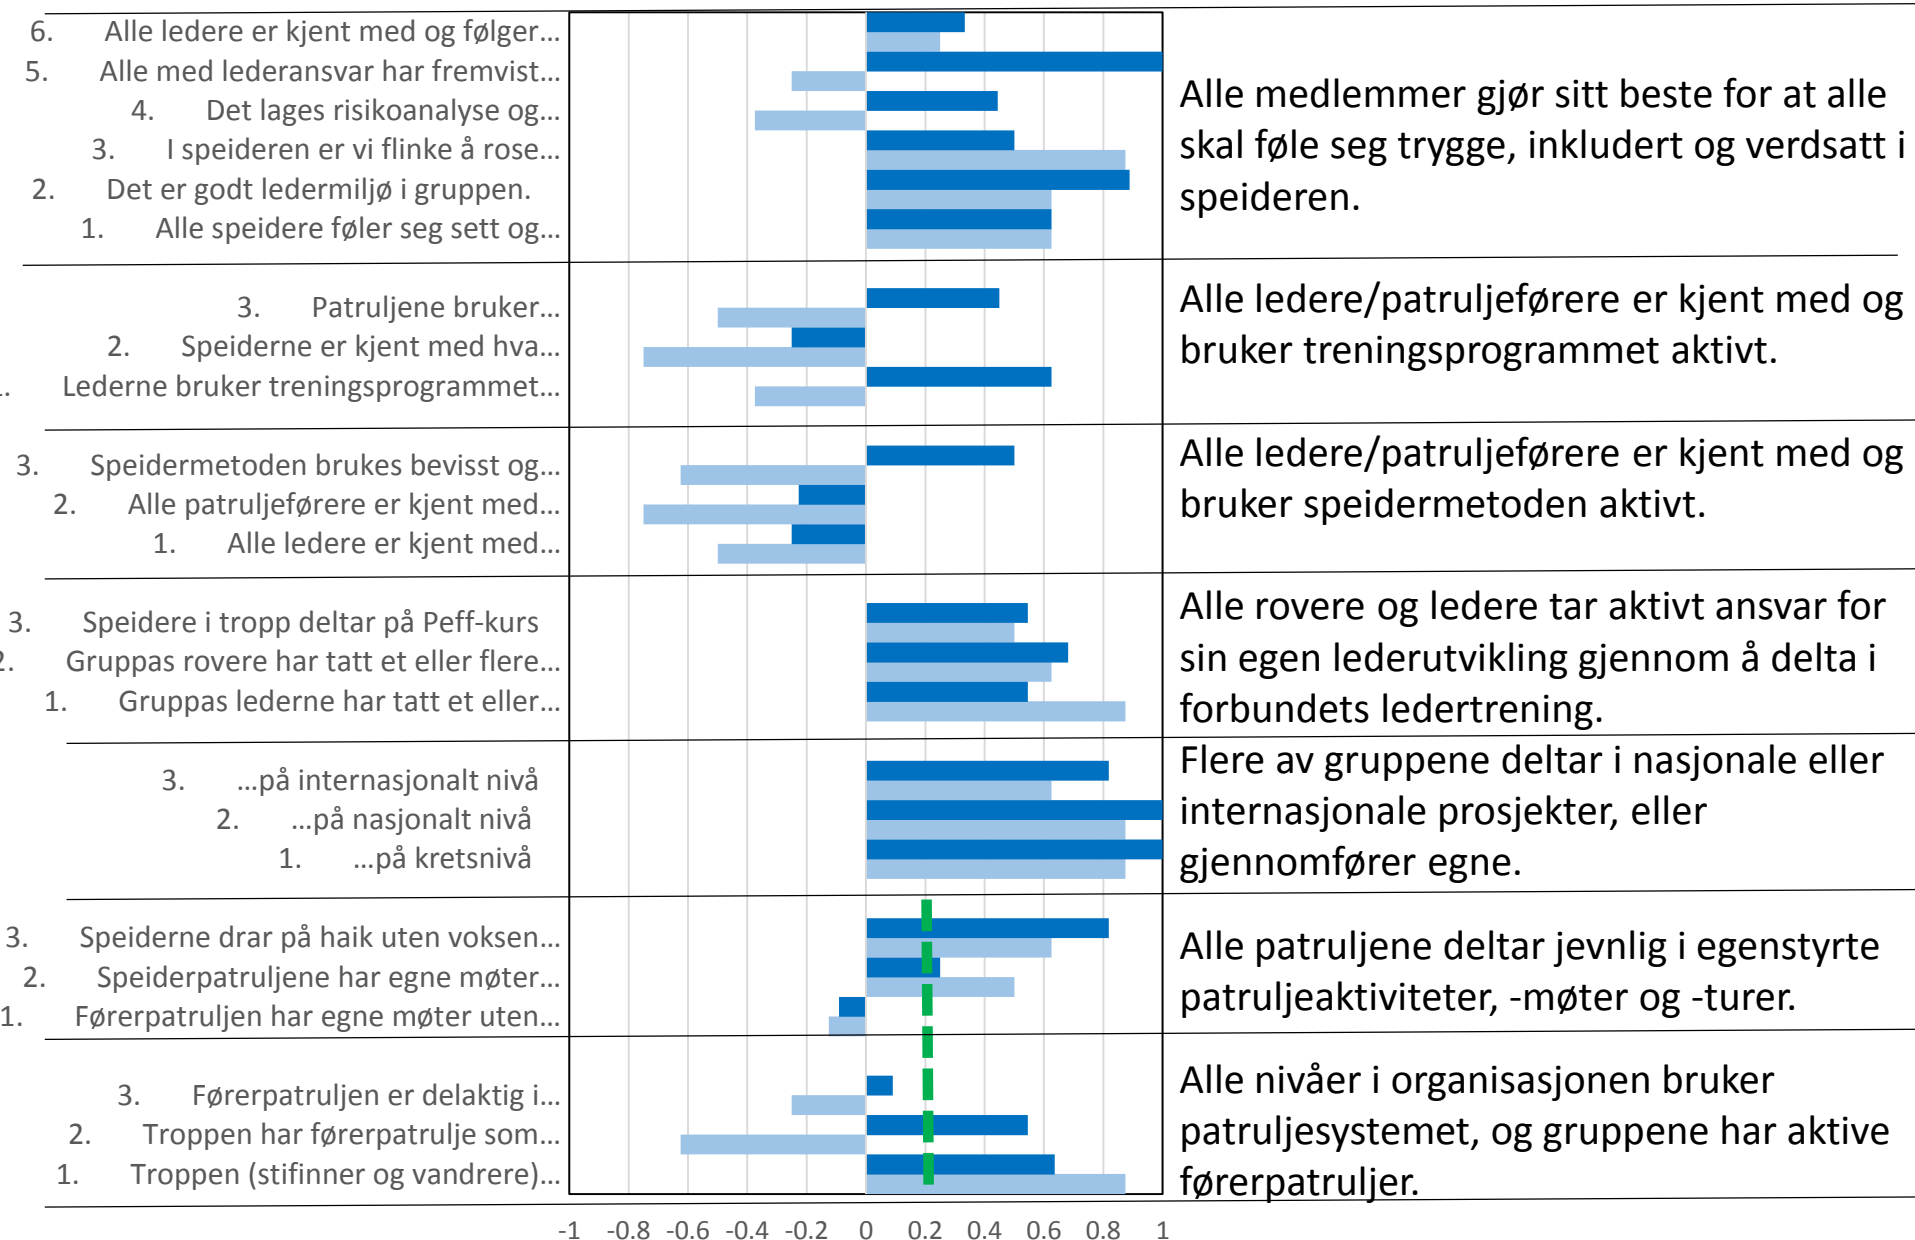 6. Alle ledere er kjent med og følger…
5. Alle med lederansvar har fremvist…
4. Det lages risikoanalyse og…
3. I speideren er vi flinke å rose…
2. Det er godt ledermiljø i gruppen.
1. Alle speidere føler seg sett og…
Alle medlemmer gjør sitt beste for at alle
skal føle seg trygge, inkludert og verdsatt i
speideren.
3. Patruljene bruker…
2. Speiderne er kjent med hva…
Lederne bruker treningsprogrammet…
Alle ledere/patruljeførere er kjent med og
bruker treningsprogrammet aktivt.
3. Speidermetoden brukes bevisst og…
2. Alle patruljeførere er kjent med…
1. Alle ledere er kjent med…
Alle ledere/patruljeførere er kjent med og
bruker speidermetoden aktivt.
3. Speidere i tropp deltar på Peff-kurs
2. Gruppas rovere har tatt et eller flere…
1. Gruppas lederne har tatt et eller…
Alle rovere og ledere tar aktivt ansvar for
sin egen lederutvikling gjennom å delta i
forbundets ledertrening.
3. …på internasjonalt nivå
2. …på nasjonalt nivå
1. …på kretsnivå
Flere av gruppene deltar i nasjonale eller
internasjonale prosjekter, eller
gjennomfører egne.
3. Speiderne drar på haik uten voksen…
2. Speiderpatruljene har egne møter…
1. Førerpatruljen har egne møter uten…
Alle patruljene deltar jevnlig i egenstyrte
patruljeaktiviteter, -møter og -turer.
3. Førerpatruljen er delaktig i…
2. Troppen har førerpatrulje som…
1. Troppen (stifinner og vandrere)…
Alle nivåer i organisasjonen bruker
patruljesystemet, og gruppene har aktive
førerpatruljer.
-1 -0.8 -0.6 -0.4 -0.2 0 0.2 0.4 0.6 0.8 1